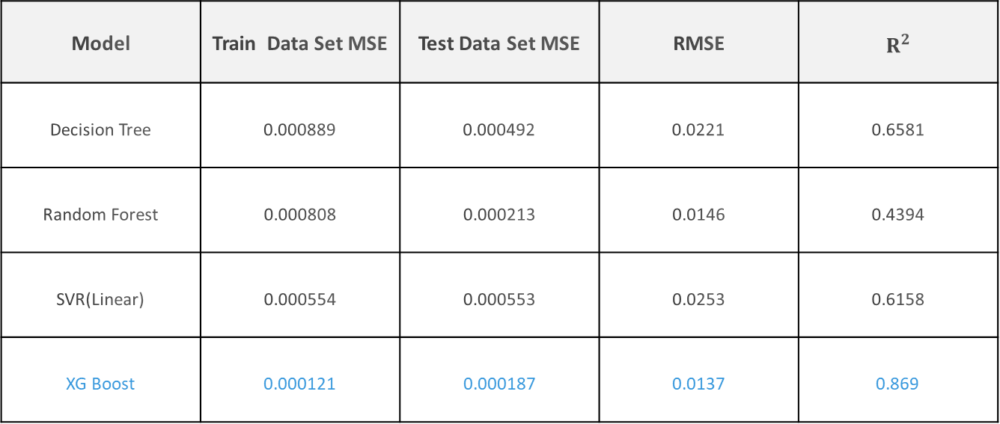 Model Train Data Set MSE Test Data Set MSE RMSE R²
Decision Tree 0.000889 0.000492 0.0221 0.6581
Random Forest 0.000808 0.000213 0.0146 0.4394
SVR(Linear) 0.000554 0.000553 0.0253 0.6158
XG Boost 0.000121 0.000187 0.0137 0.869